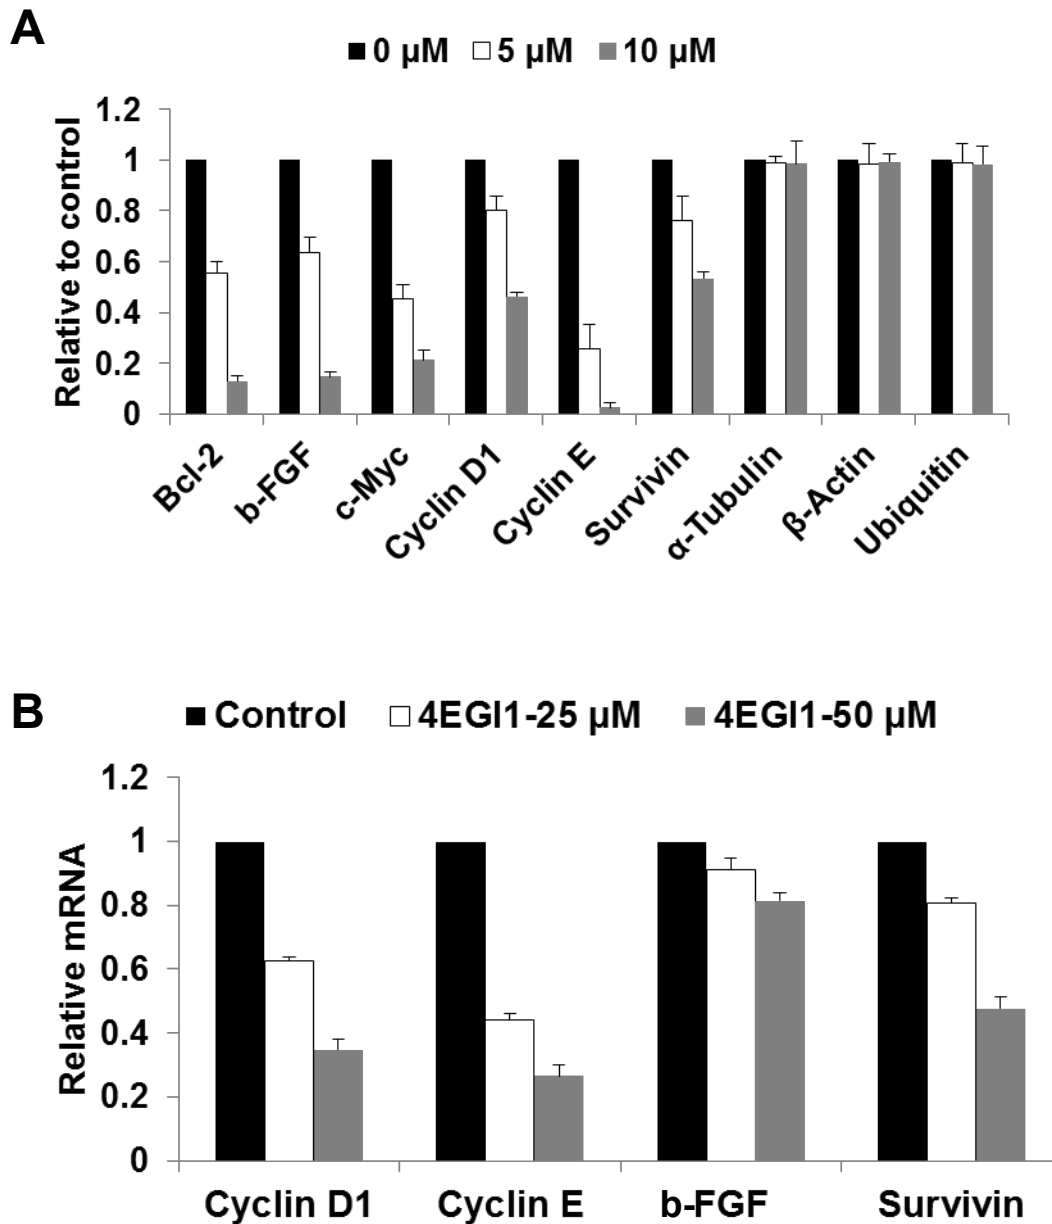 A
0 µM 5 µM 10 µM
Relative to control
1.2
1
0.8
0.6
0.4
0.2
0
Bcl-2 b-FGF c-Myc Cyclin D1 Cyclin E Survivin α-Tubulin β-Actin Ubiquitin
B
Control 4EGI1-25 µM 4EGI1-50 µM
Relative mRNA
1.2
1
0.8
0.6
0.4
0.2
0
Cyclin D1 Cyclin E b-FGF Survivin